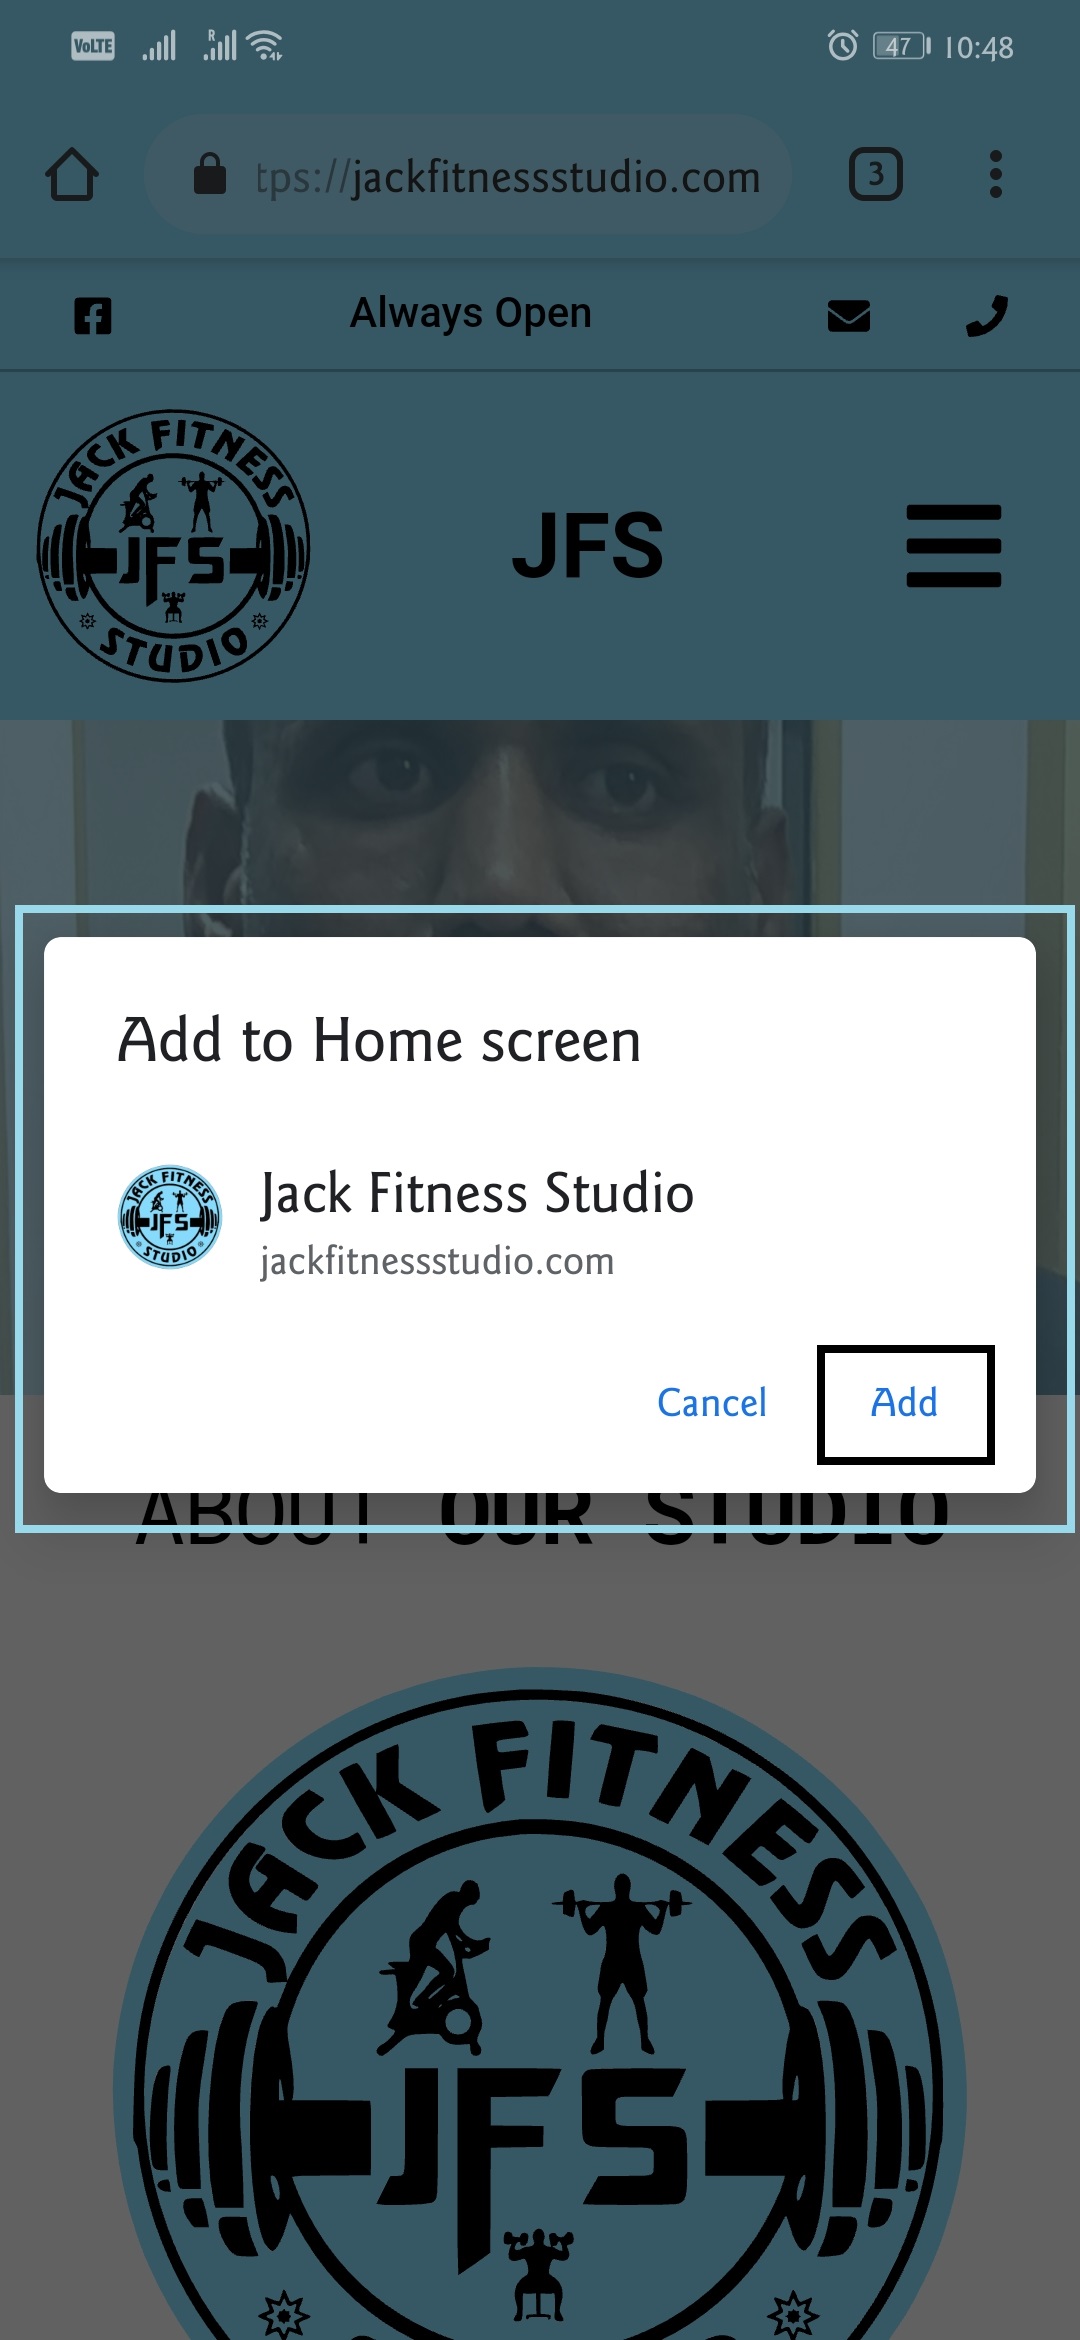 VoLTE R 47 10:48
tps://jackfitnessstudio.com 3
Always Open
JACK FITNESS
JFS
STUDIO
JFS
Add to Home screen
JACK FITNESS
JFS
STUDIO
Jack Fitness Studio
jackfitnessstudio.com
Cancel Add
ABOUT OUR STUDIO
JACK FITNESS
JFS